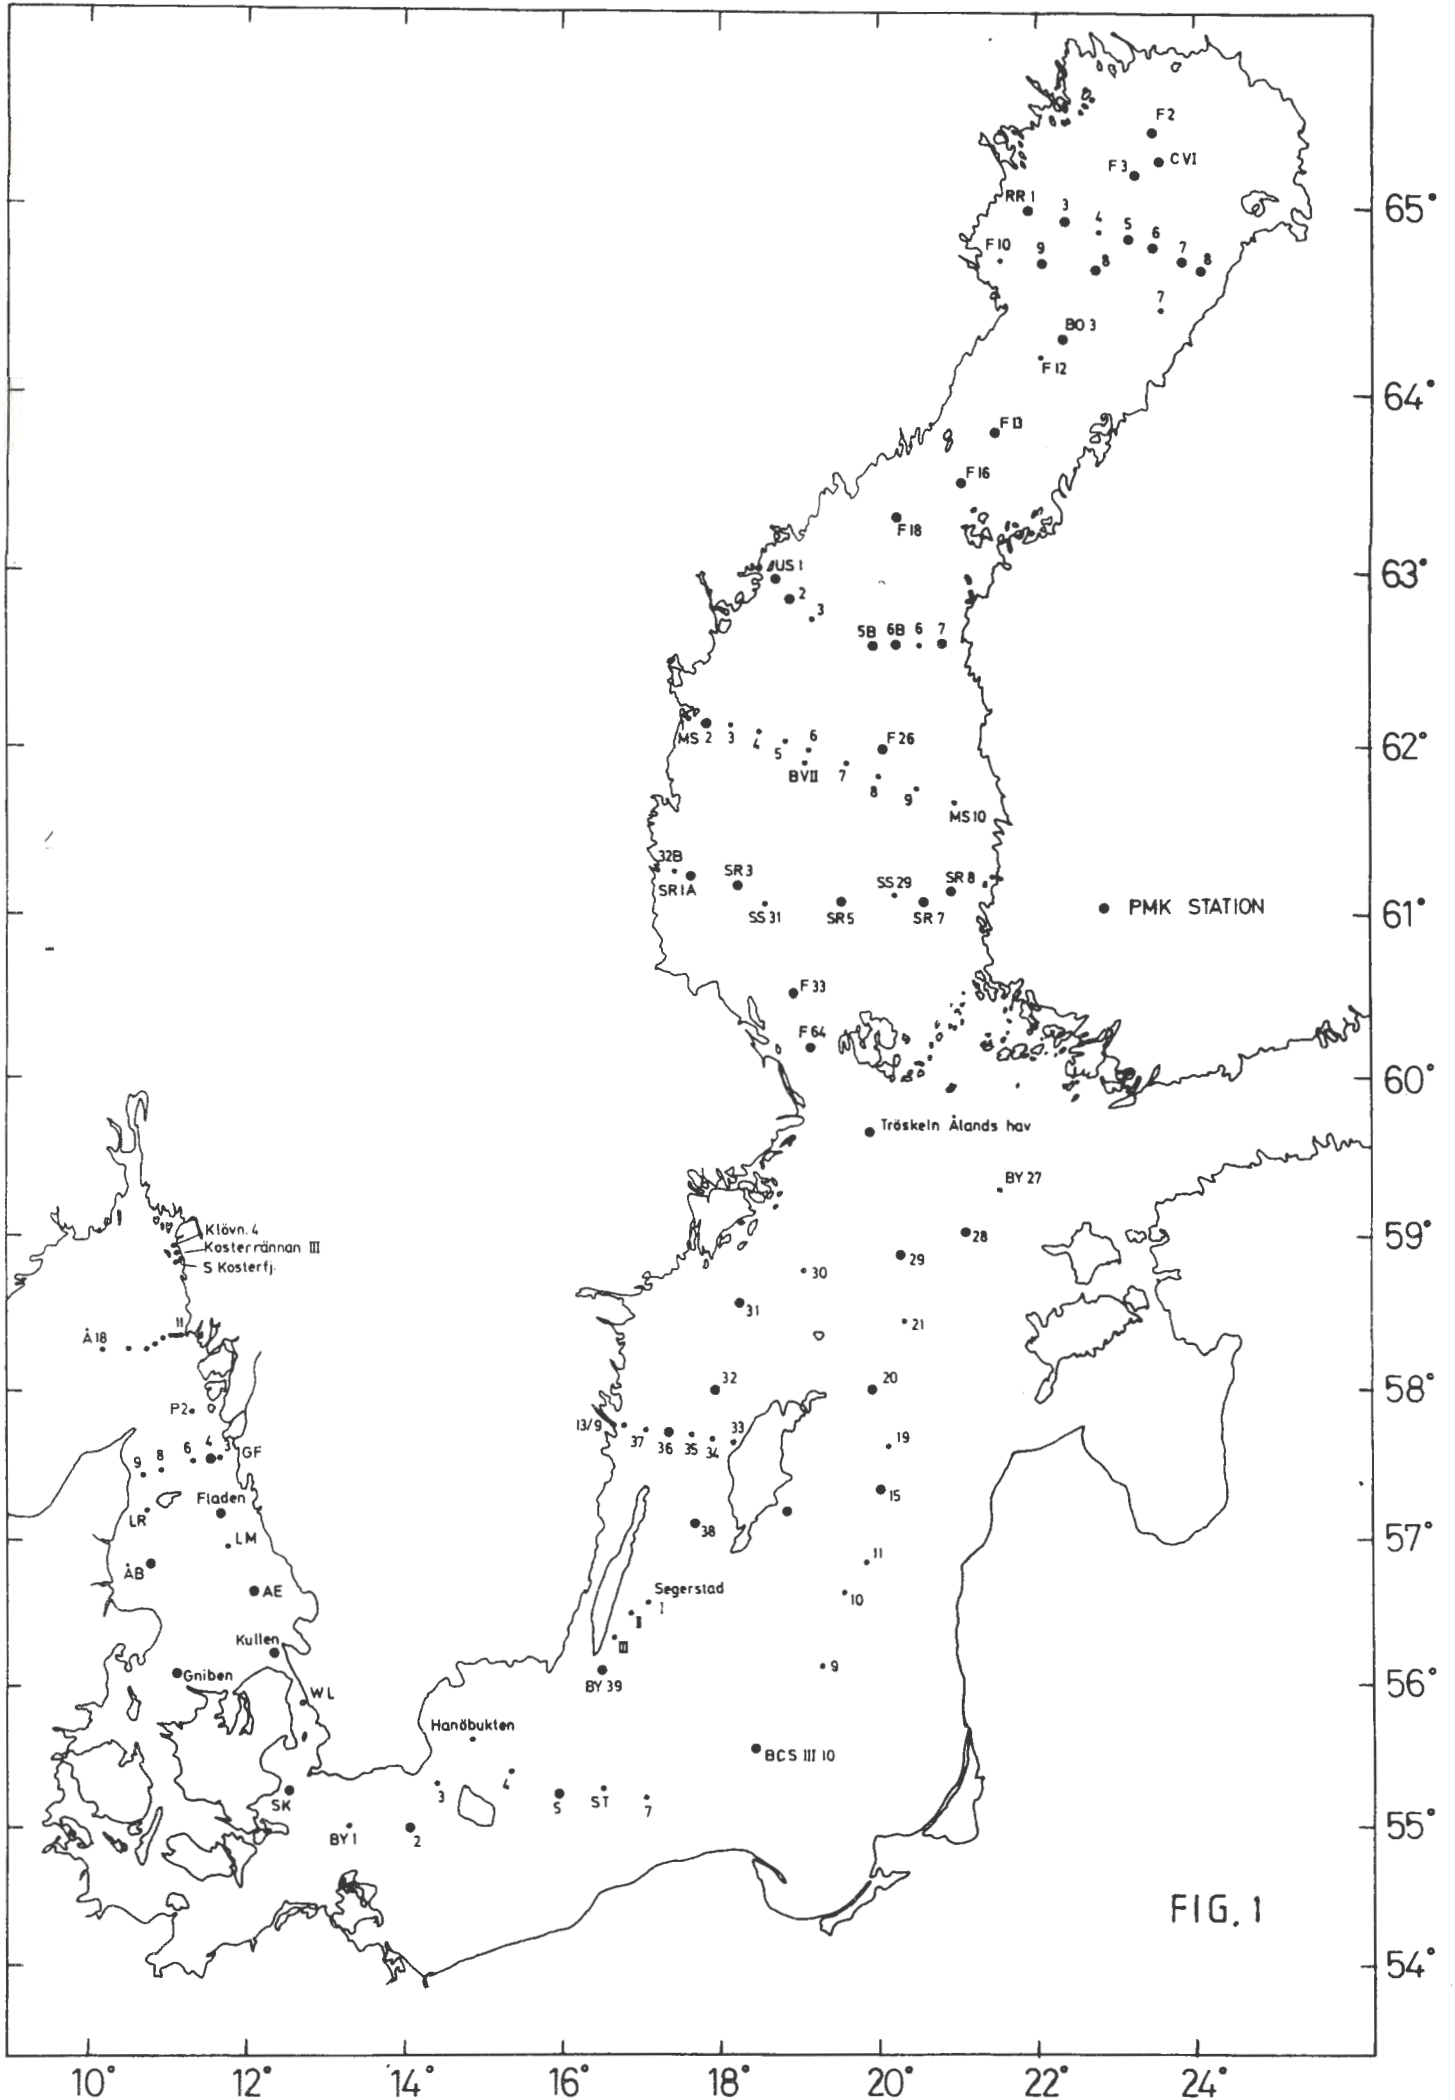 F 2
C VI
F 3
RR 1
3
4
5
6
7
8
65°
F 10
9
8
7
BO 3
F 12
64°
F 13
F 16
F 18
US 1
2
3
63°
5B
6B
6
7
MS 2
3
4
5
6
BVII
7
8
9
MS 10
F 26
62°
32B
SR 1A
SR 3
SS 31
SR 5
SS 29
SR 7
SR 8
PMK STATION
61°
F 33
F 64
60°
Tröskeln Ålands hav
BY 27
28
29
30
31
21
59°
Klövn. 4
Kosterrännan III
S Kosterfj.
Å 18
11
32
20
58°
P2
13/9
37
36
35
34
33
19
9
8
6
4
3
GF
Fladen
LR
15
38
LM
57°
ÅB
AE
11
10
Segerstad
I
II
III
Kullen
Gniben
9
BY 39
56°
WL
Hanöbukten
BCS III 10
SK
3
4
5
ST
7
BY 1
2
55°
FIG. 1
54°
10°
12°
14°
16°
18°
20°
22°
24°